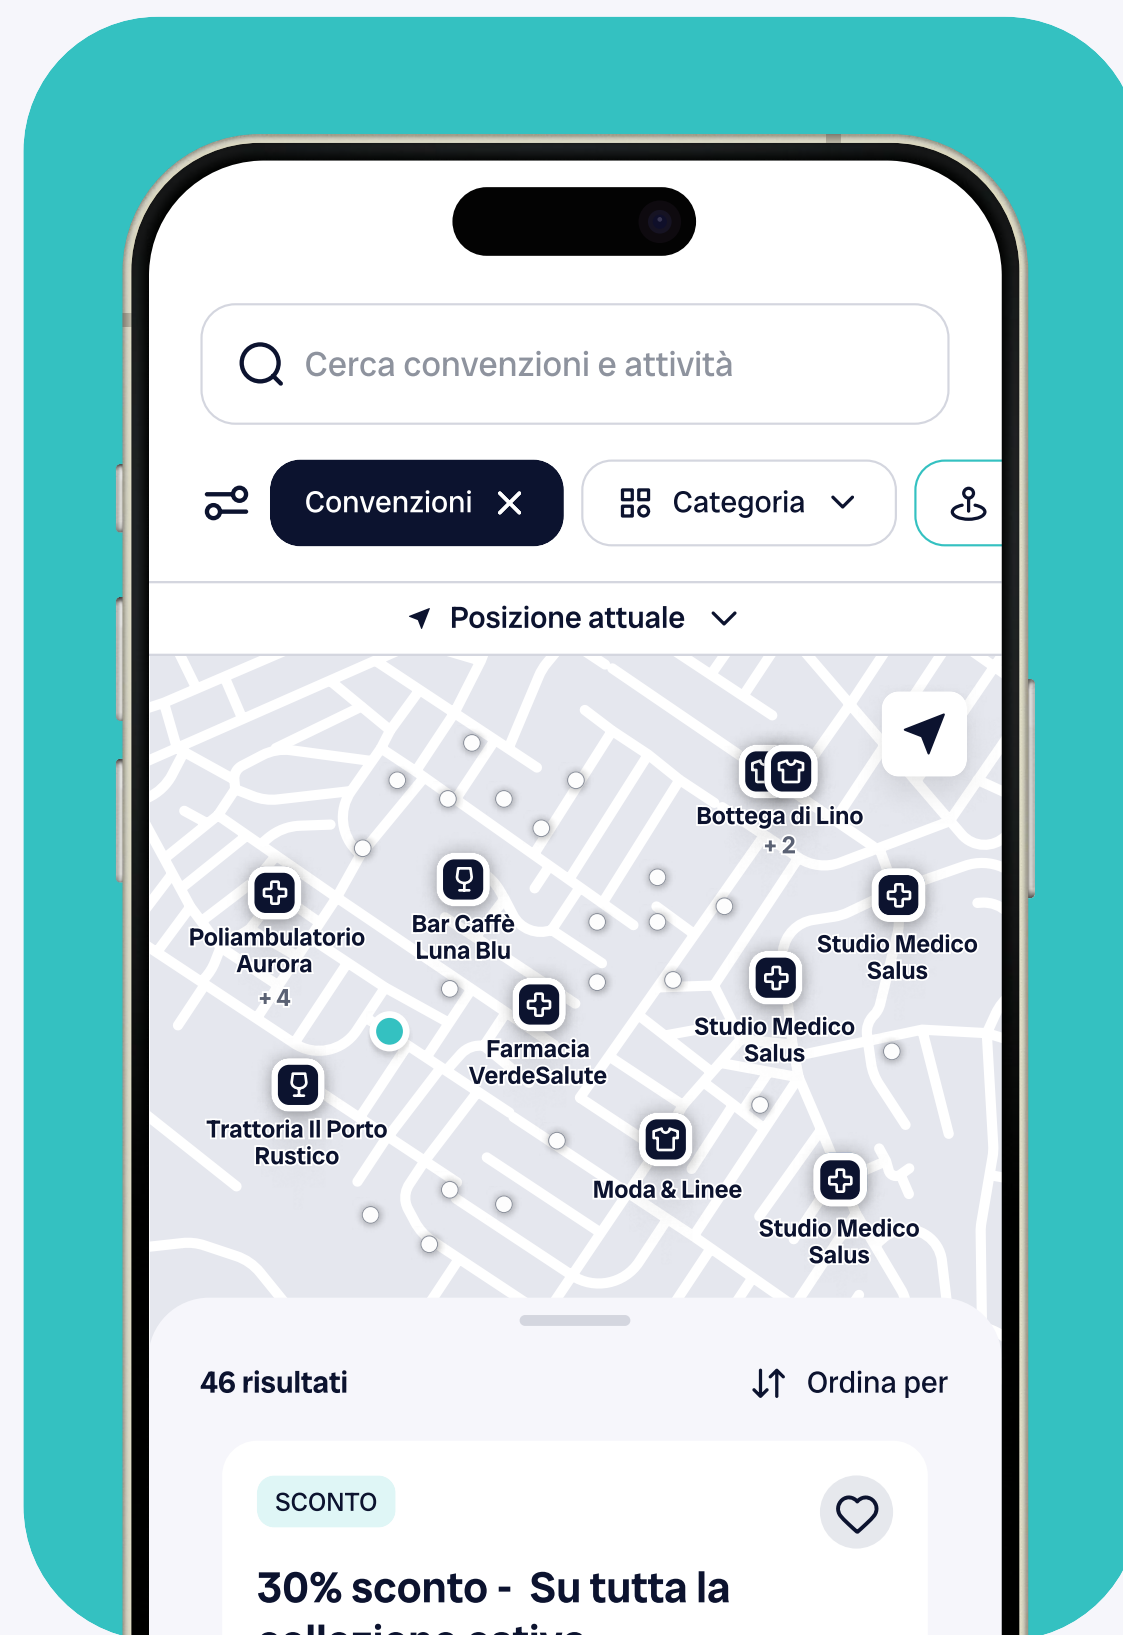 Cerca convenzioni e attività
Convenzioni
Categoria
Posizione attuale
Bottega di Lino
+ 2
Bar Caffè
Luna Blu
Poliambulatorio
Aurora
+ 4
Studio Medico
Salus
Studio Medico
Salus
Farmacia
VerdeSalute
Trattoria Il Porto
Rustico
Moda & Linee
Studio Medico
Salus
46 risultati
Ordina per
SCONTO
30% sconto - Su tutta la
collezione estiva